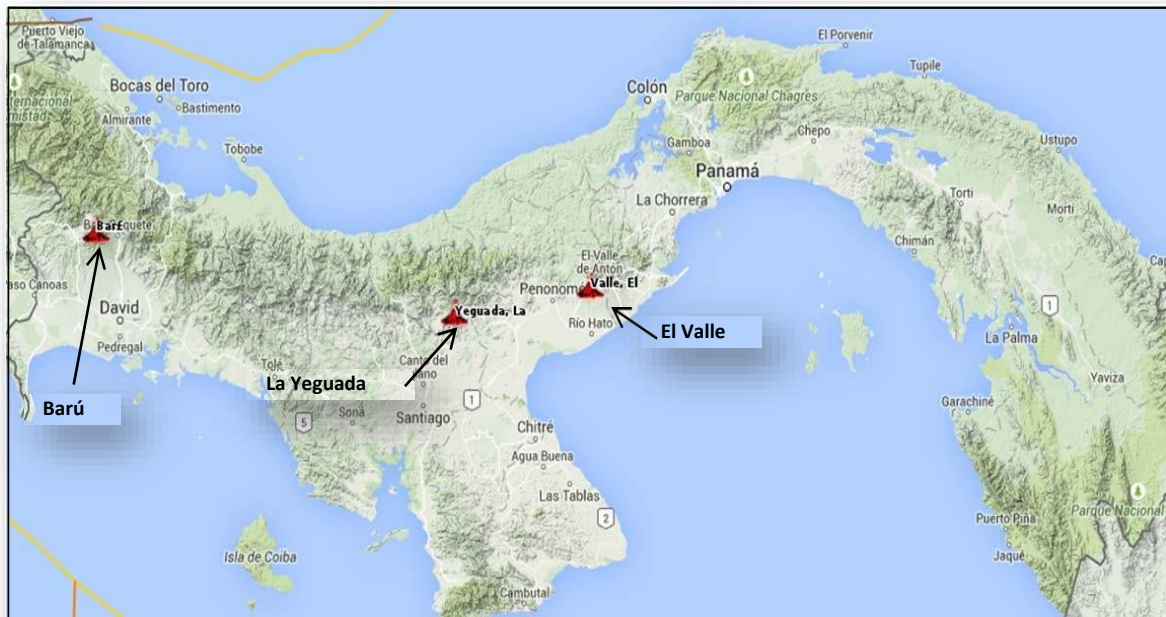 Puerto Viejo
de Talamanca
El Porvenir
Tupile
Bocas del Toro
Bastimento
Almirante
Colón
Parque Nacional Chagres
Tobobe
Gamboa
Chepo
Ustupo
Panamá
La Chorrera
Torti
Morti
Chimán
El Valle
de Antón
Valle, El
Penonomé
Río Hato
Yeguada, La
David
Pedregal
Tolé
Canto del
Llano
El Valle
La Yeguada
Barú
1
1
5
2
Soná
Santiago
Chitré
Agua Buena
Las Tablas
La Palma
Yaviza
Garachiné
Puerto Piña
Jaqué
Parque Nacional
Isla de Coiba
Cambutal